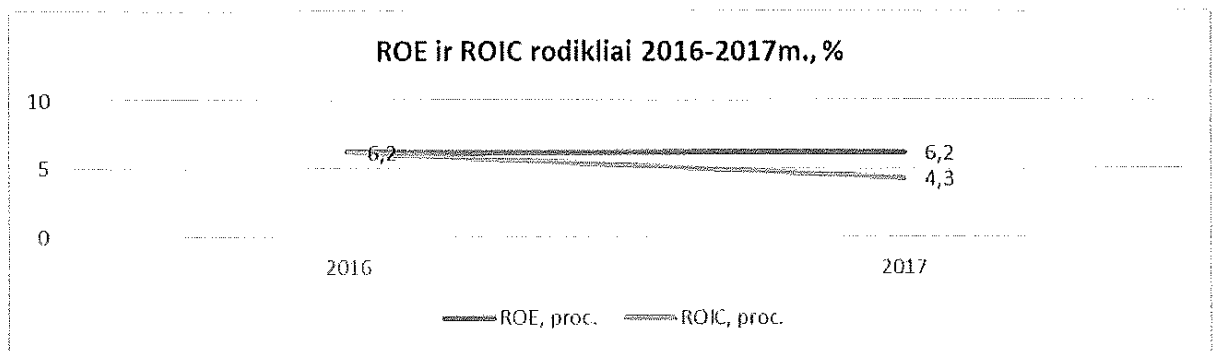 ROE ir ROIC rodikliai 2016-2017m., %
10
6,2
6,2
5
4,3
0
2016
2017
ROE, proc.
ROIC, proc.